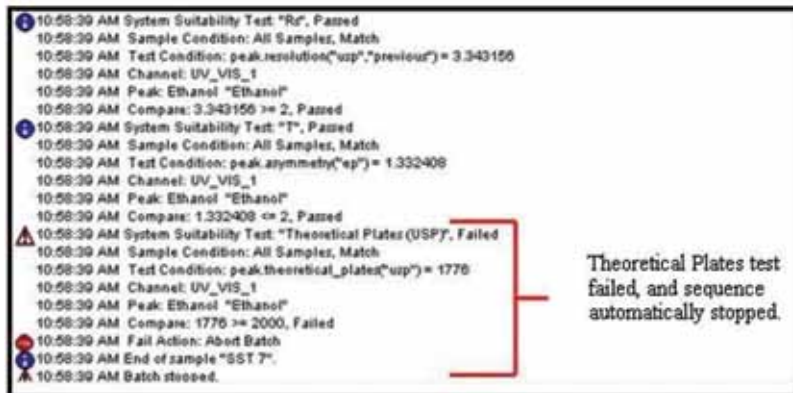 10:58:39 AM System Suitability Test: "Rs", Passed
10:58:39 AM Sample Condition: All Samples, Match
10:58:39 AM Test Condition: peak.resolution("usp","previous") = 3.343156
10:58:39 AM Channel: UV_VIS_1
10:58:39 AM Peak: Ethanol "Ethanol"
10:58:39 AM Compare: 3.343156 >= 2, Passed
10:58:39 AM System Suitability Test: "T", Passed
10:58:39 AM Sample Condition: All Samples, Match
10:58:39 AM Test Condition: peak.asymmetry("ep") = 1.332408
10:58:39 AM Channel: UV_VIS_1
10:58:39 AM Peak: Ethanol "Ethanol"
10:58:39 AM Compare: 1.332408 <= 2, Passed
10:58:39 AM System Suitability Test: "Theoretical Plates (USP)", Failed
10:58:39 AM Sample Condition: All Samples, Match
10:58:39 AM Test Condition: peak.theoretical_plates("usp") = 1776
10:58:39 AM Channel: UV_VIS_1
10:58:39 AM Peak: Ethanol "Ethanol"
10:58:39 AM Compare: 1776 >= 2000, Failed
10:58:39 AM Fail Action: Abort Batch
10:58:39 AM End of sample "SST 7".
10:58:39 AM Batch stopped.
Theoretical Plates test
failed, and sequence
automatically stopped.